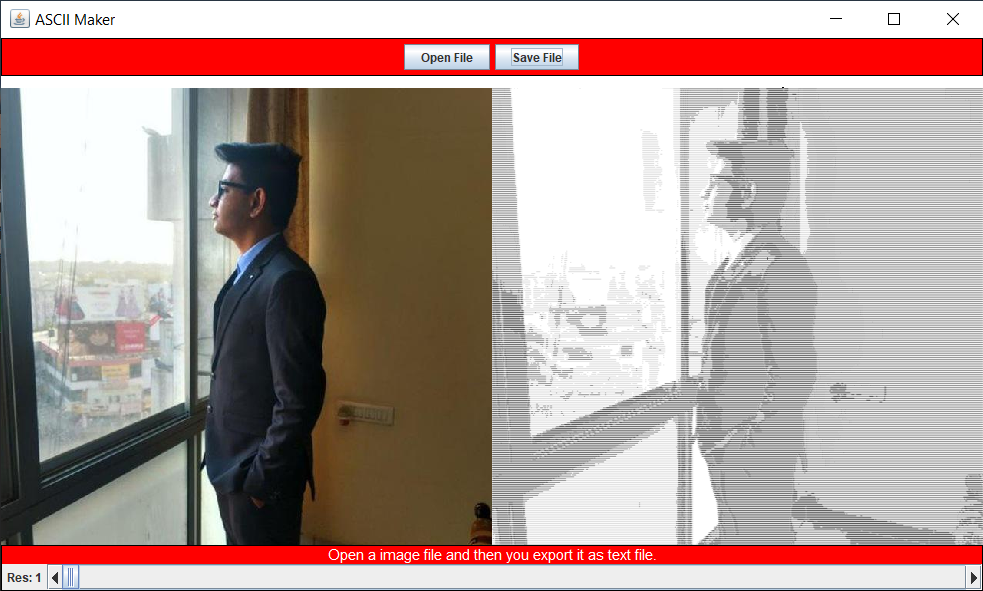 ASCII Maker
Open File Save File
Open a image file and then you export it as text file.
Res: 1